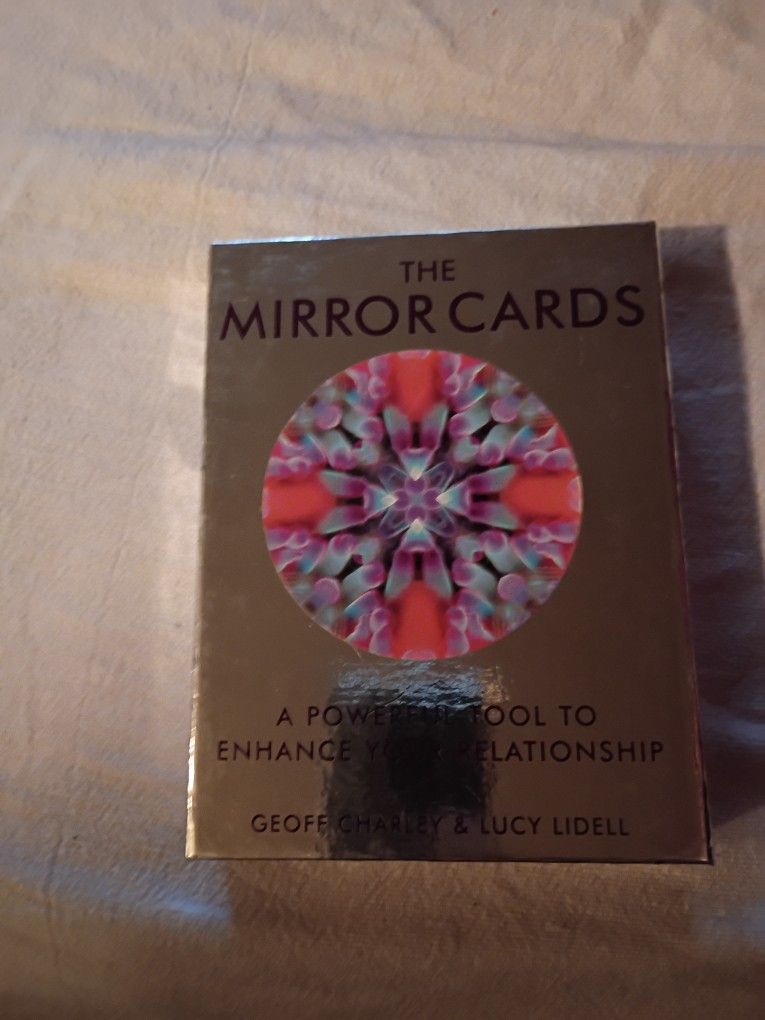 THE
MIRROR CARDS
A POWERFUL TOOL TO
ENHANCE YOUR RELATIONSHIP
GEOFF CHARLEY & LUCY LIDELL